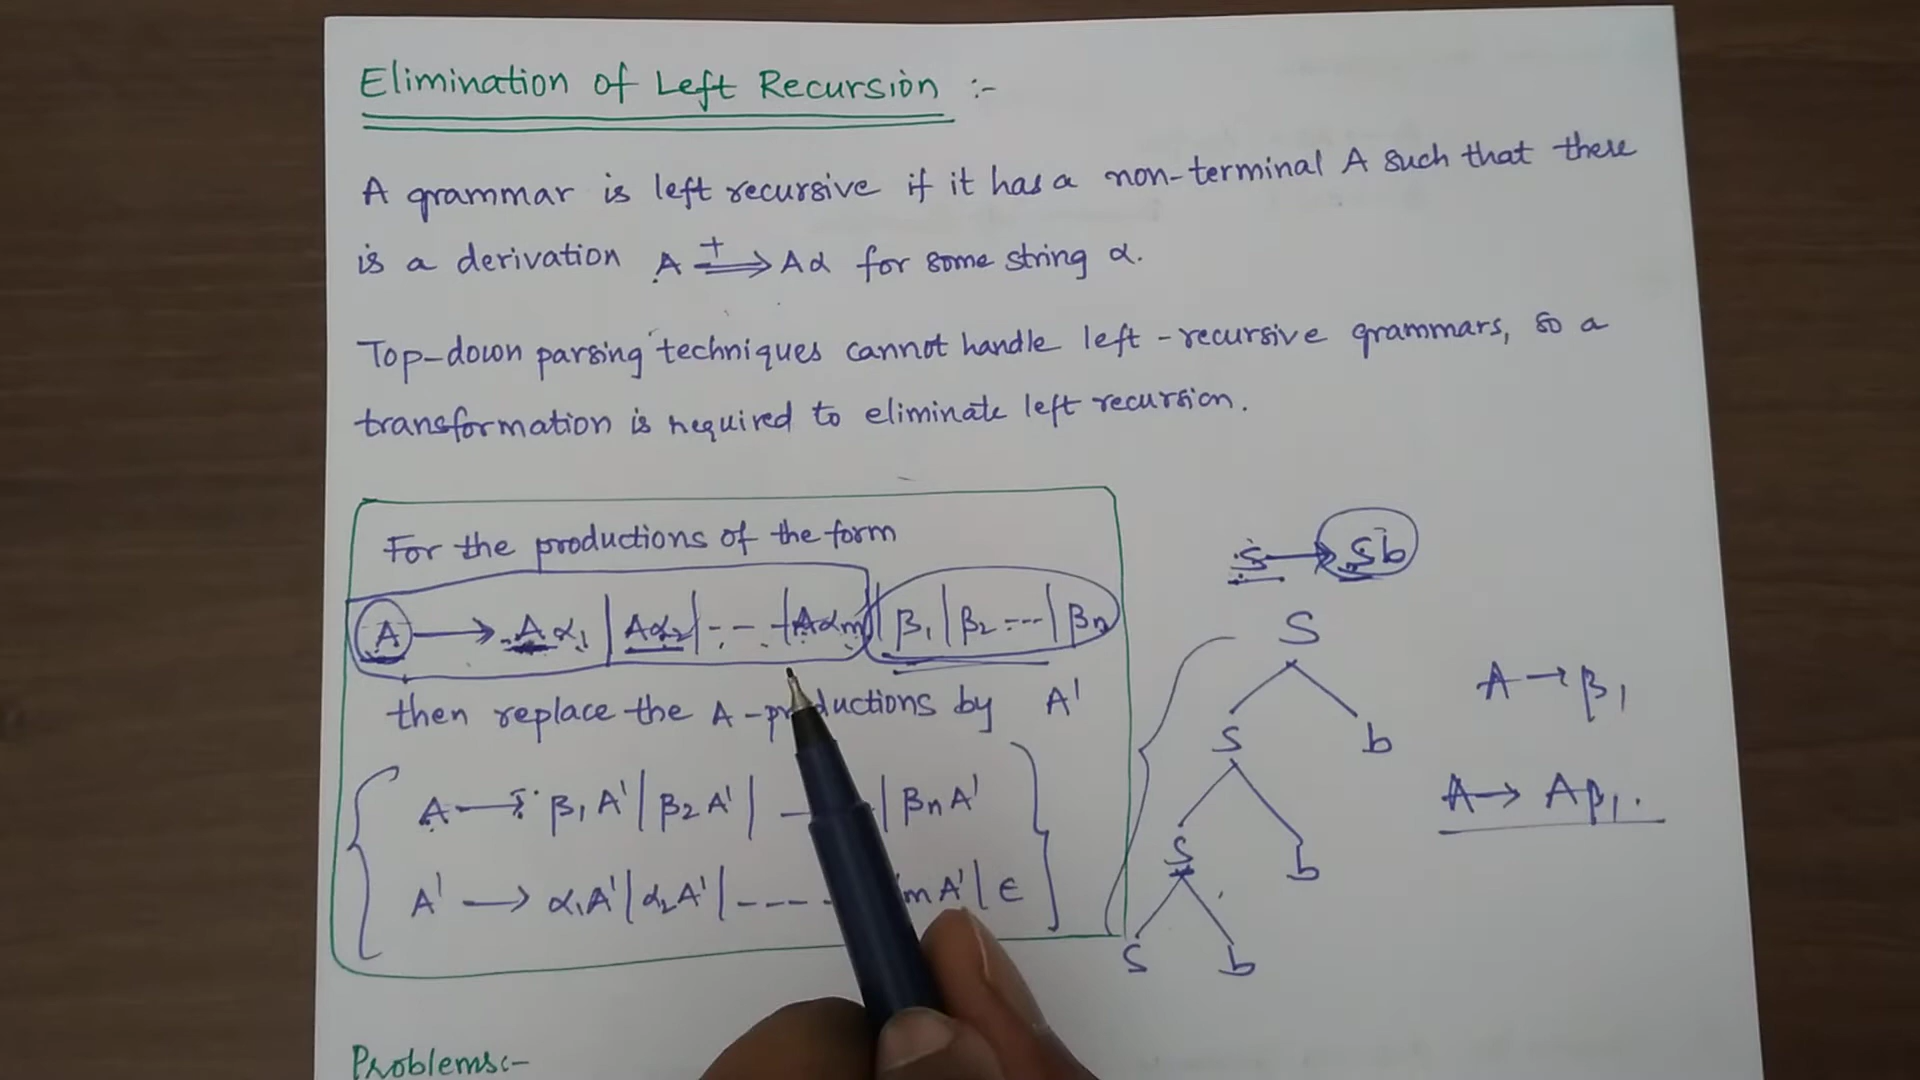 Elimination of Left Recursion :-
A grammar is left recursive if it has a non-terminal A such that there
is a derivation A ⇒⁺ Aα for some string α.
Top-down parsing techniques cannot handle left-recursive grammars, so a
transformation is required to eliminate left recursion.
For the productions of the form
A → Aα₁ | Aα₂ | --- | Aαm | β₁ | β₂ --- | βn
then replace the A-productions by A'
A → β₁A' | β₂A' | | βnA'
A' → α₁A' | α₂A' | ---- mA' | ϵ
S → Sb
S
S b
S b
S b
A → β₁
A → Aβ₁.
Problems:-